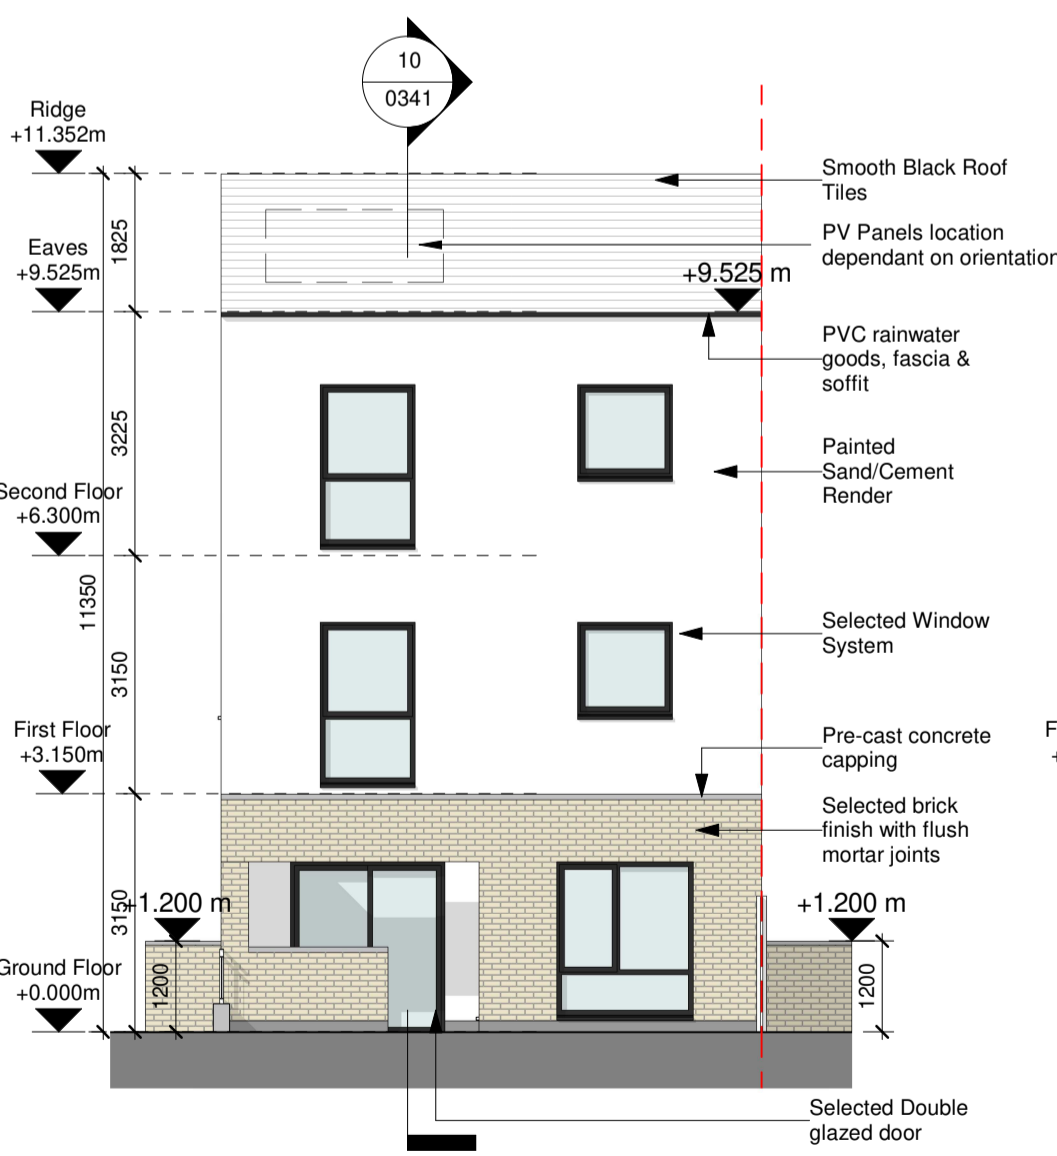 10
0341
Ridge
+11.352m
1825
Smooth Black Roof
Tiles
PV Panels location
dependant on orientation
Eaves
+9.525m
+9.525 m
PVC rainwater
goods, fascia &
soffit
3225
Painted
Sand/Cement
Render
Second Floor
+6.300m
11350
3150
Selected Window
System
First Floor
+3.150m
Pre-cast concrete
capping
Selected brick
finish with flush
mortar joints
3150
+1.200 m
+1.200 m
Ground Floor
+0.000m
1200
1200
Selected Double
glazed door
F
+